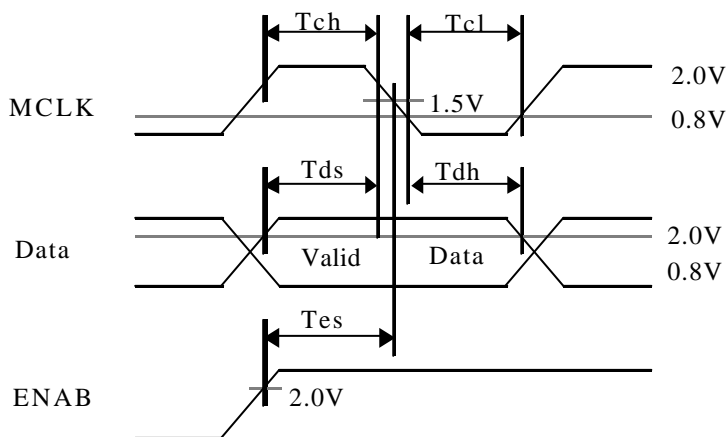 Tch
Tcl
2.0V
MCLK
1.5V
0.8V
Tds
Tdh
Data
Valid
Data
2.0V
0.8V
Tes
ENAB
2.0V